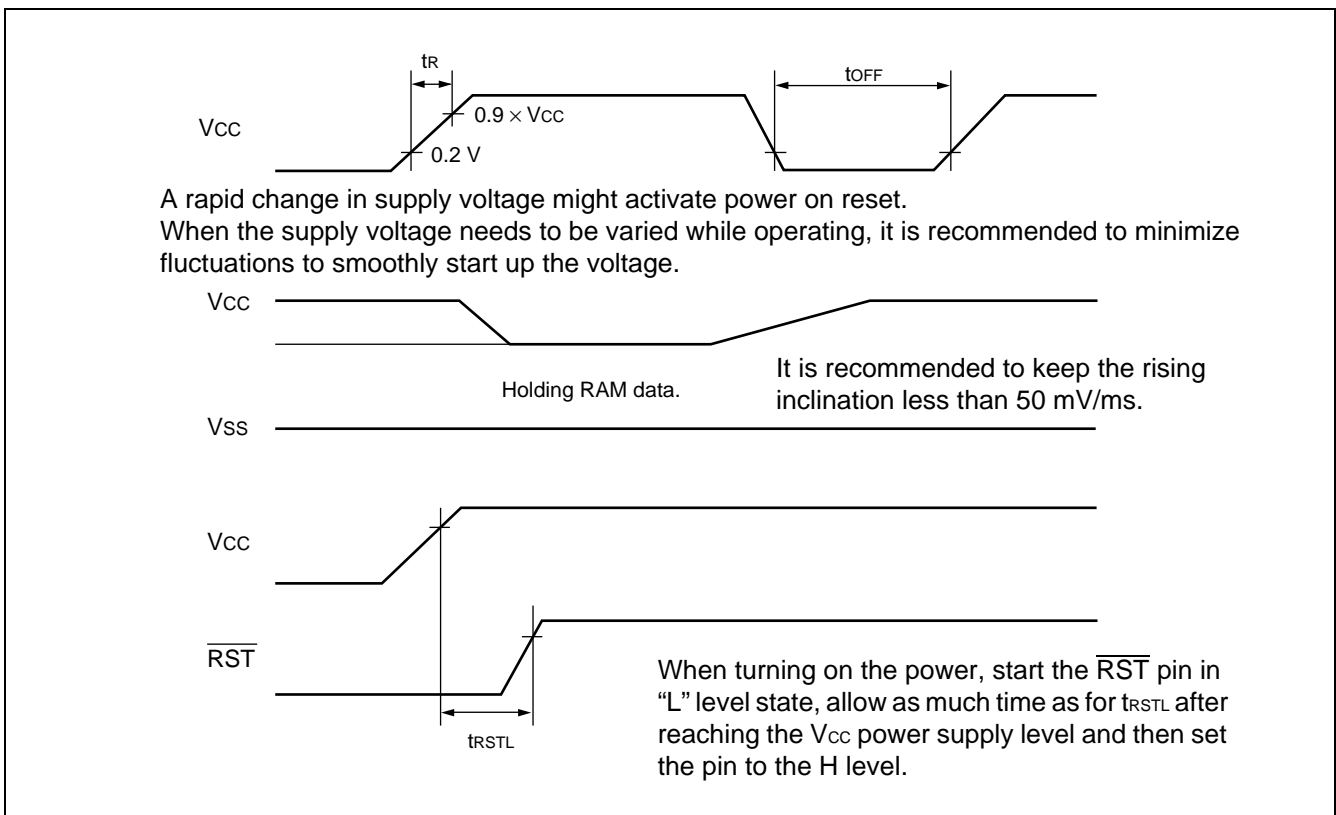 tR
tOFF
VCC
0.9 × VCC
0.2 V
A rapid change in supply voltage might activate power on reset.
When the supply voltage needs to be varied while operating, it is recommended to minimize
fluctuations to smoothly start up the voltage.
VCC
Holding RAM data.
It is recommended to keep the rising
inclination less than 50 mV/ms.
VSS
VCC
RST
tRSTL
When turning on the power, start the RST pin in
“L” level state, allow as much time as for tRSTL after
reaching the VCC power supply level and then set
the pin to the H level.